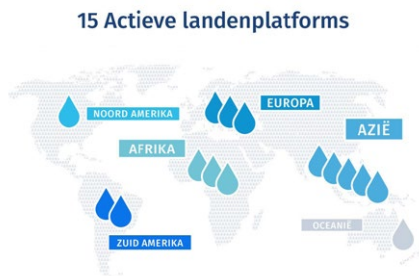 15 Actieve landenplatforms
NOORD AMERIKA
EUROPA
AZIË
AFRIKA
OCEANIË
ZUID AMERIKA